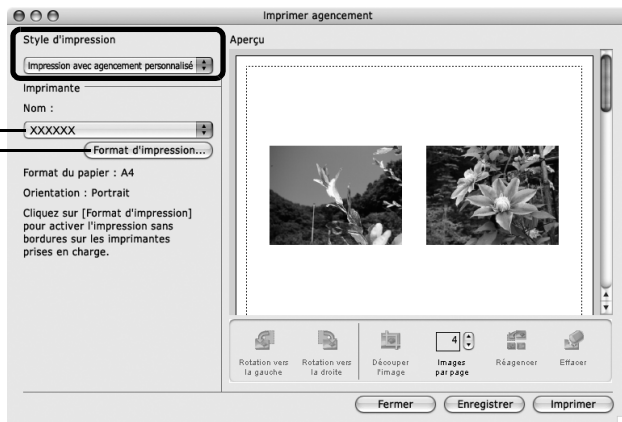 Imprimer agencement
Style d'impression
Impression avec agencement personnalisé
Imprimante
Nom :
XXXXXX
Format d'impression...
Format du papier : A4
Orientation : Portrait
Cliquez sur [Format d'impression]
pour activer l'impression sans
bordures sur les imprimantes
prises en charge.
Aperçu
Rotation vers
la gauche
Rotation vers
la droite
Découper
l'image
4
Images
par page
Réagencer
Effacer
Fermer
Enregistrer
Imprimer